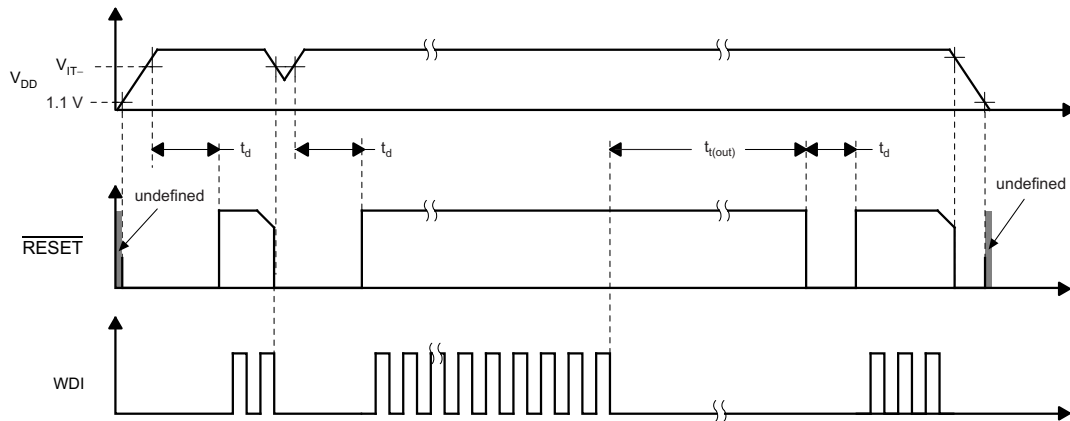 V_DD
V_IT–
1.1 V
t_d
t_d
t_t(out)
t_d
undefined
undefined
RESET
WDI